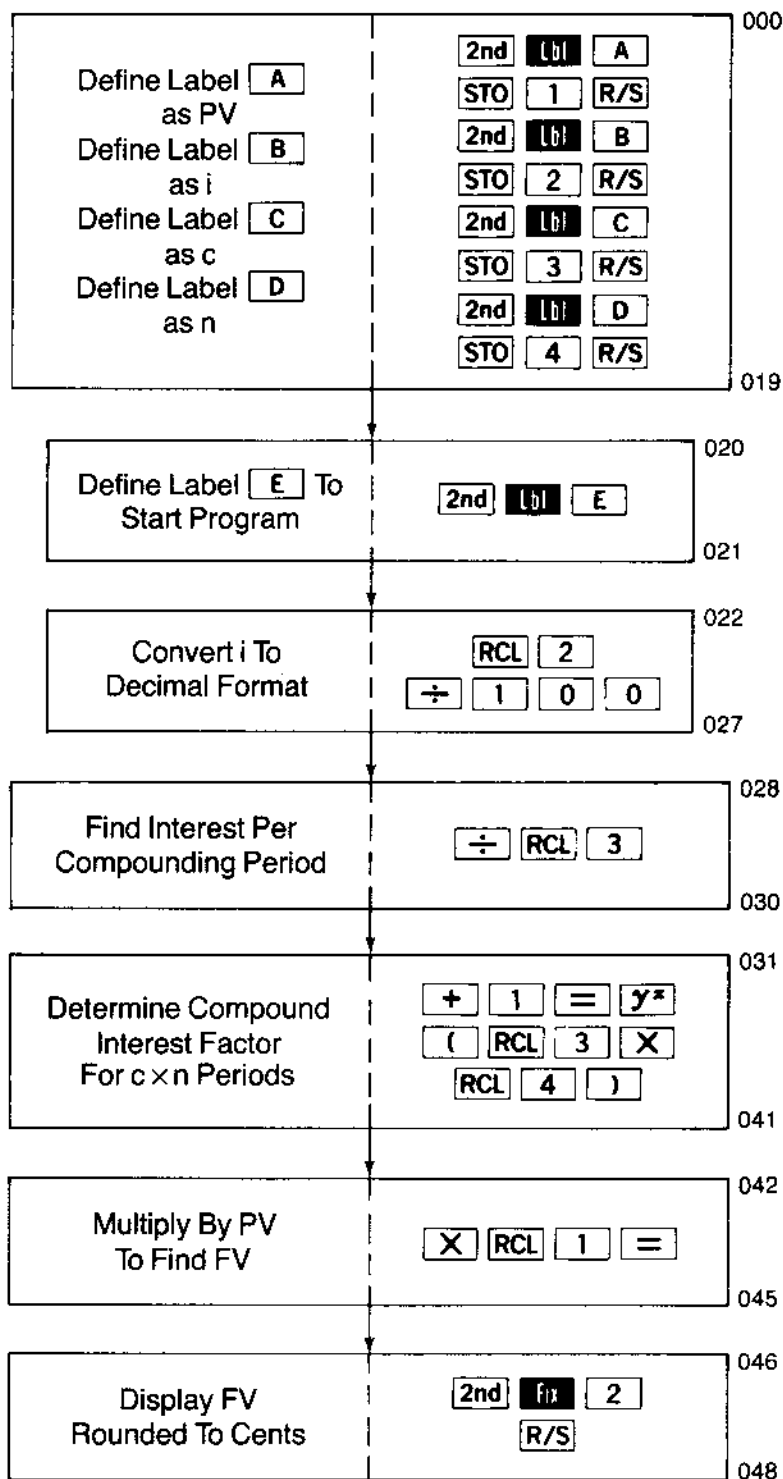 000
Define Label A
as PV
Define Label B
as i
Define Label C
as c
Define Label D
as n
2nd Lbl A
STO 1 R/S
2nd Lbl B
STO 2 R/S
2nd Lbl C
STO 3 R/S
2nd Lbl D
STO 4 R/S
019
020
Define Label E To
Start Program
2nd Lbl E
021
022
Convert i To
Decimal Format
RCL 2
÷ 1 0 0
027
028
Find Interest Per
Compounding Period
÷ RCL 3
030
031
Determine Compound
Interest Factor
For c×n Periods
+ 1 = yˣ
( RCL 3 X
RCL 4 )
041
042
Multiply By PV
To Find FV
X RCL 1 =
045
046
Display FV
Rounded To Cents
2nd Fix 2
R/S
048